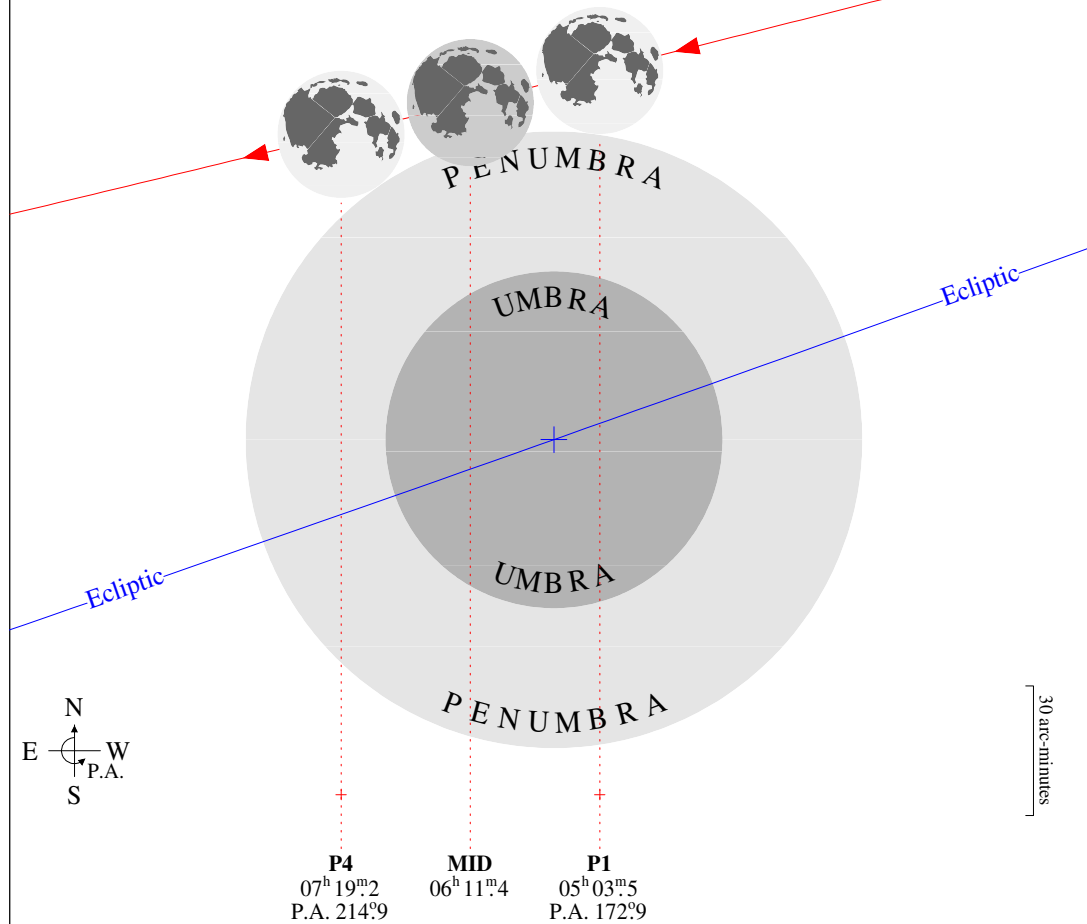 PENUMBRA
UMBRA
Ecliptic
Ecliptic
UMBRA
PENUMBRA
N
E W
P.A.
S
30 arc-minutes
P4 MID P1
07ʰ 19ᵐ.2 06ʰ 11ᵐ.4 05ʰ 03ᵐ.5
P.A. 214°.9 P.A. 172°.9